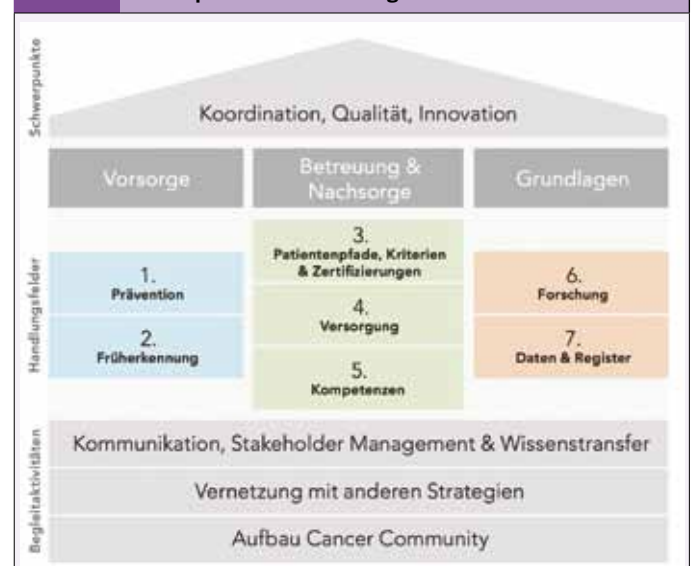 Schwerpunkte
Koordination, Qualität, Innovation
Vorsorge
Betreuung &
Nachsorge
Grundlagen
Handlungsfelder
1.
Prävention
2.
Früherkennung
3.
Patientenpfade, Kriterien
& Zertifizierungen
4.
Versorgung
5.
Kompetenzen
6.
Forschung
7.
Daten & Register
Begleitaktivitäten
Kommunikation, Stakeholder Management & Wissenstransfer
Vernetzung mit anderen Strategien
Aufbau Cancer Community